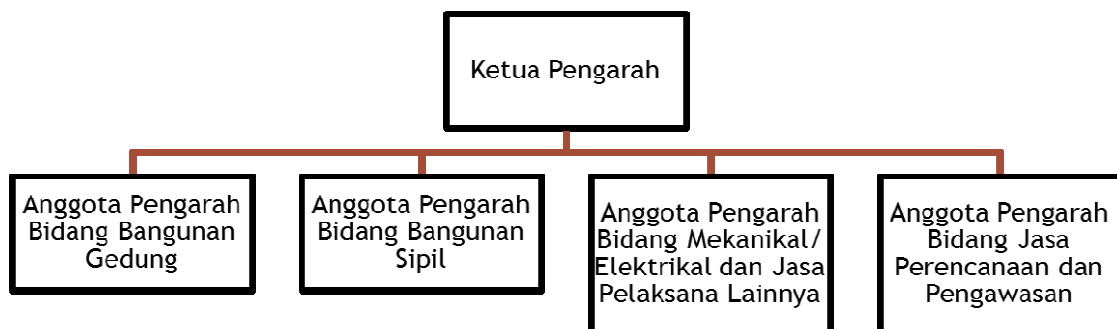 Ketua Pengarah
Anggota Pengarah
Bidang Bangunan
Gedung
Anggota Pengarah
Bidang Bangunan
Sipil
Anggota Pengarah
Bidang Mekanikal/
Elektrikal dan Jasa
Pelaksana Lainnya
Anggota Pengarah
Bidang Jasa
Perencanaan dan
Pengawasan